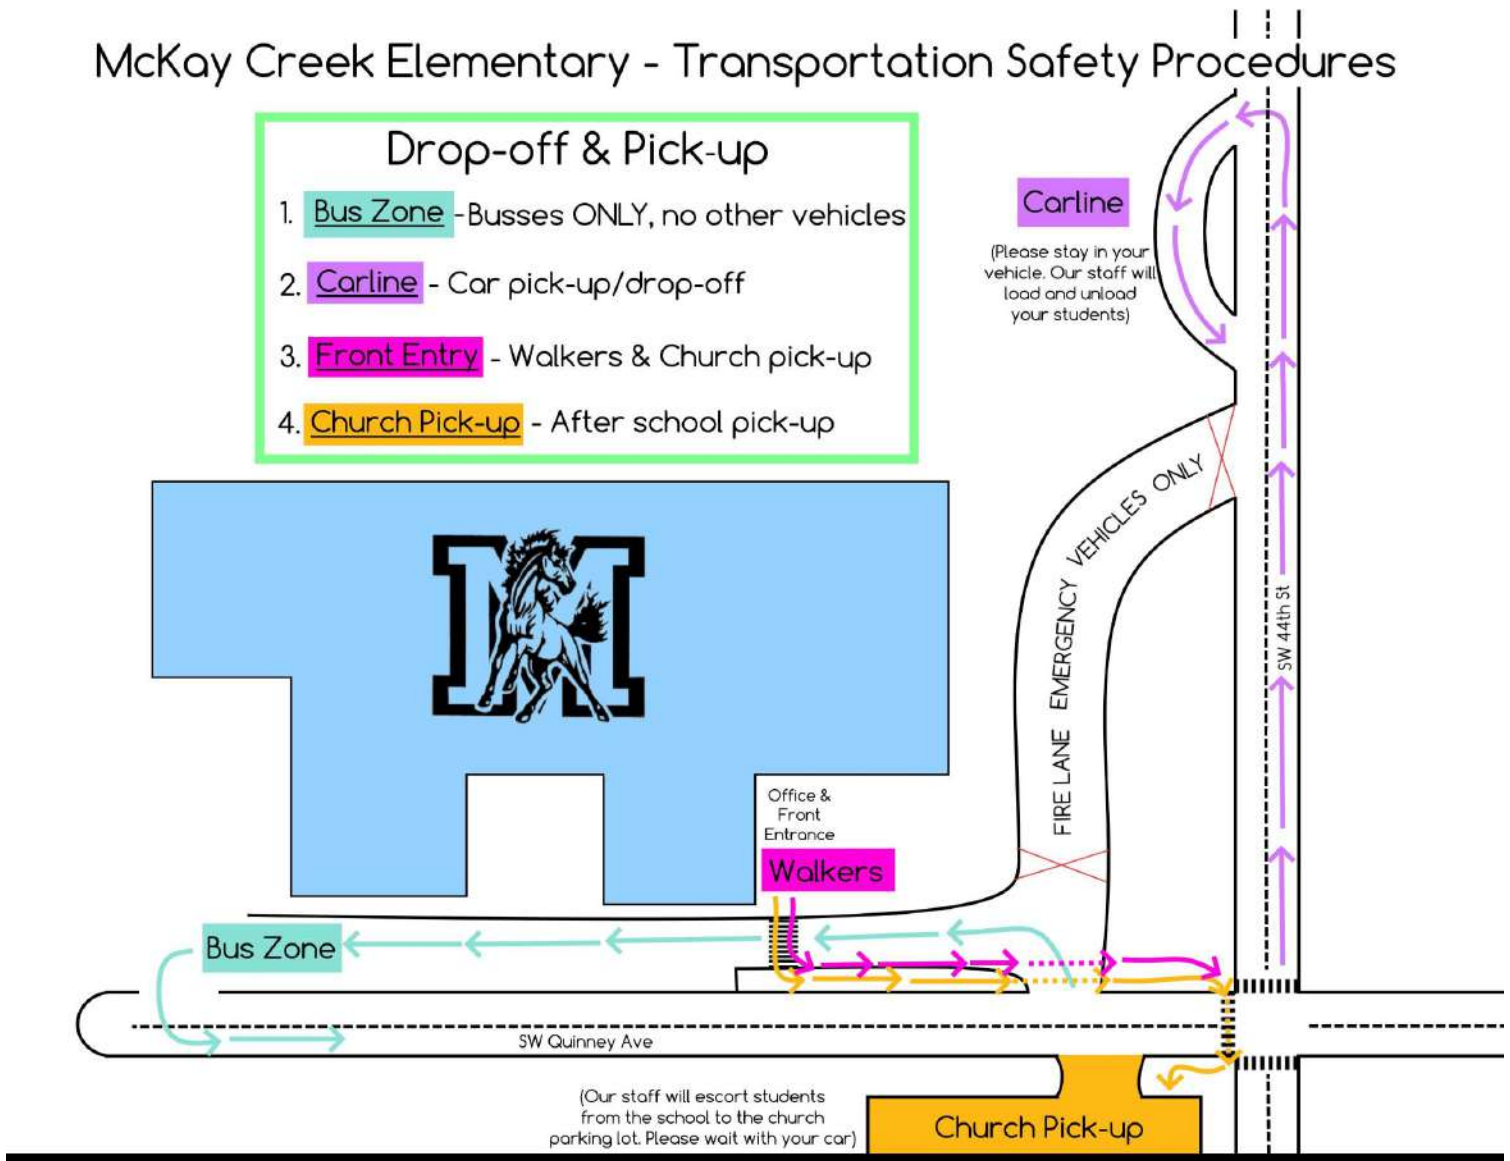 McKay Creek Elementary - Transportation Safety Procedures
Drop-off & Pick-up
1. Bus Zone -Busses ONLY, no other vehicles
2. Carline - Car pick-up/drop-off
3. Front Entry - Walkers & Church pick-up
4. Church Pick-up - After school pick-up
Carline
(Please stay in your
vehicle. Our staff will
load and unload
your students)
FIRE LANE EMERGENCY VEHICLES ONLY
SW 44th St
M
Office &
Front
Entrance
Walkers
Bus Zone
SW Quinney Ave
(Our staff will escort students
from the school to the church
parking lot. Please wait with your car)
Church Pick-up